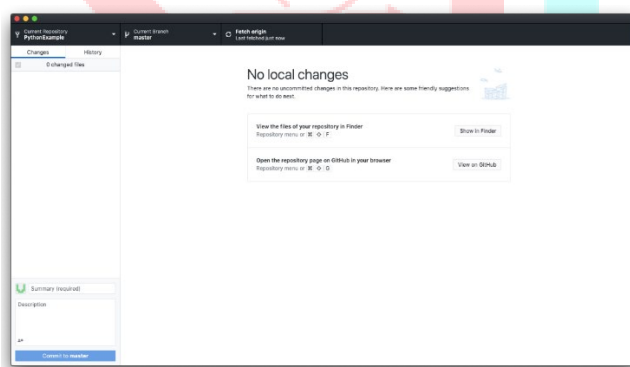 Current Repository
PythonExample
Current Branch
master
Fetch origin
Last fetched just now
Changes
History
0 changed files
No local changes
There are no uncommitted changes in this repository. Here are some friendly suggestions
for what to do next.
View the files of your repository in Finder
Repository menu or ⌘ ⇧ F
Show in Finder
Open the repository page on GitHub in your browser
Repository menu or ⌘ ⇧ G
View on GitHub
Summary (required)
Description
Commit to master